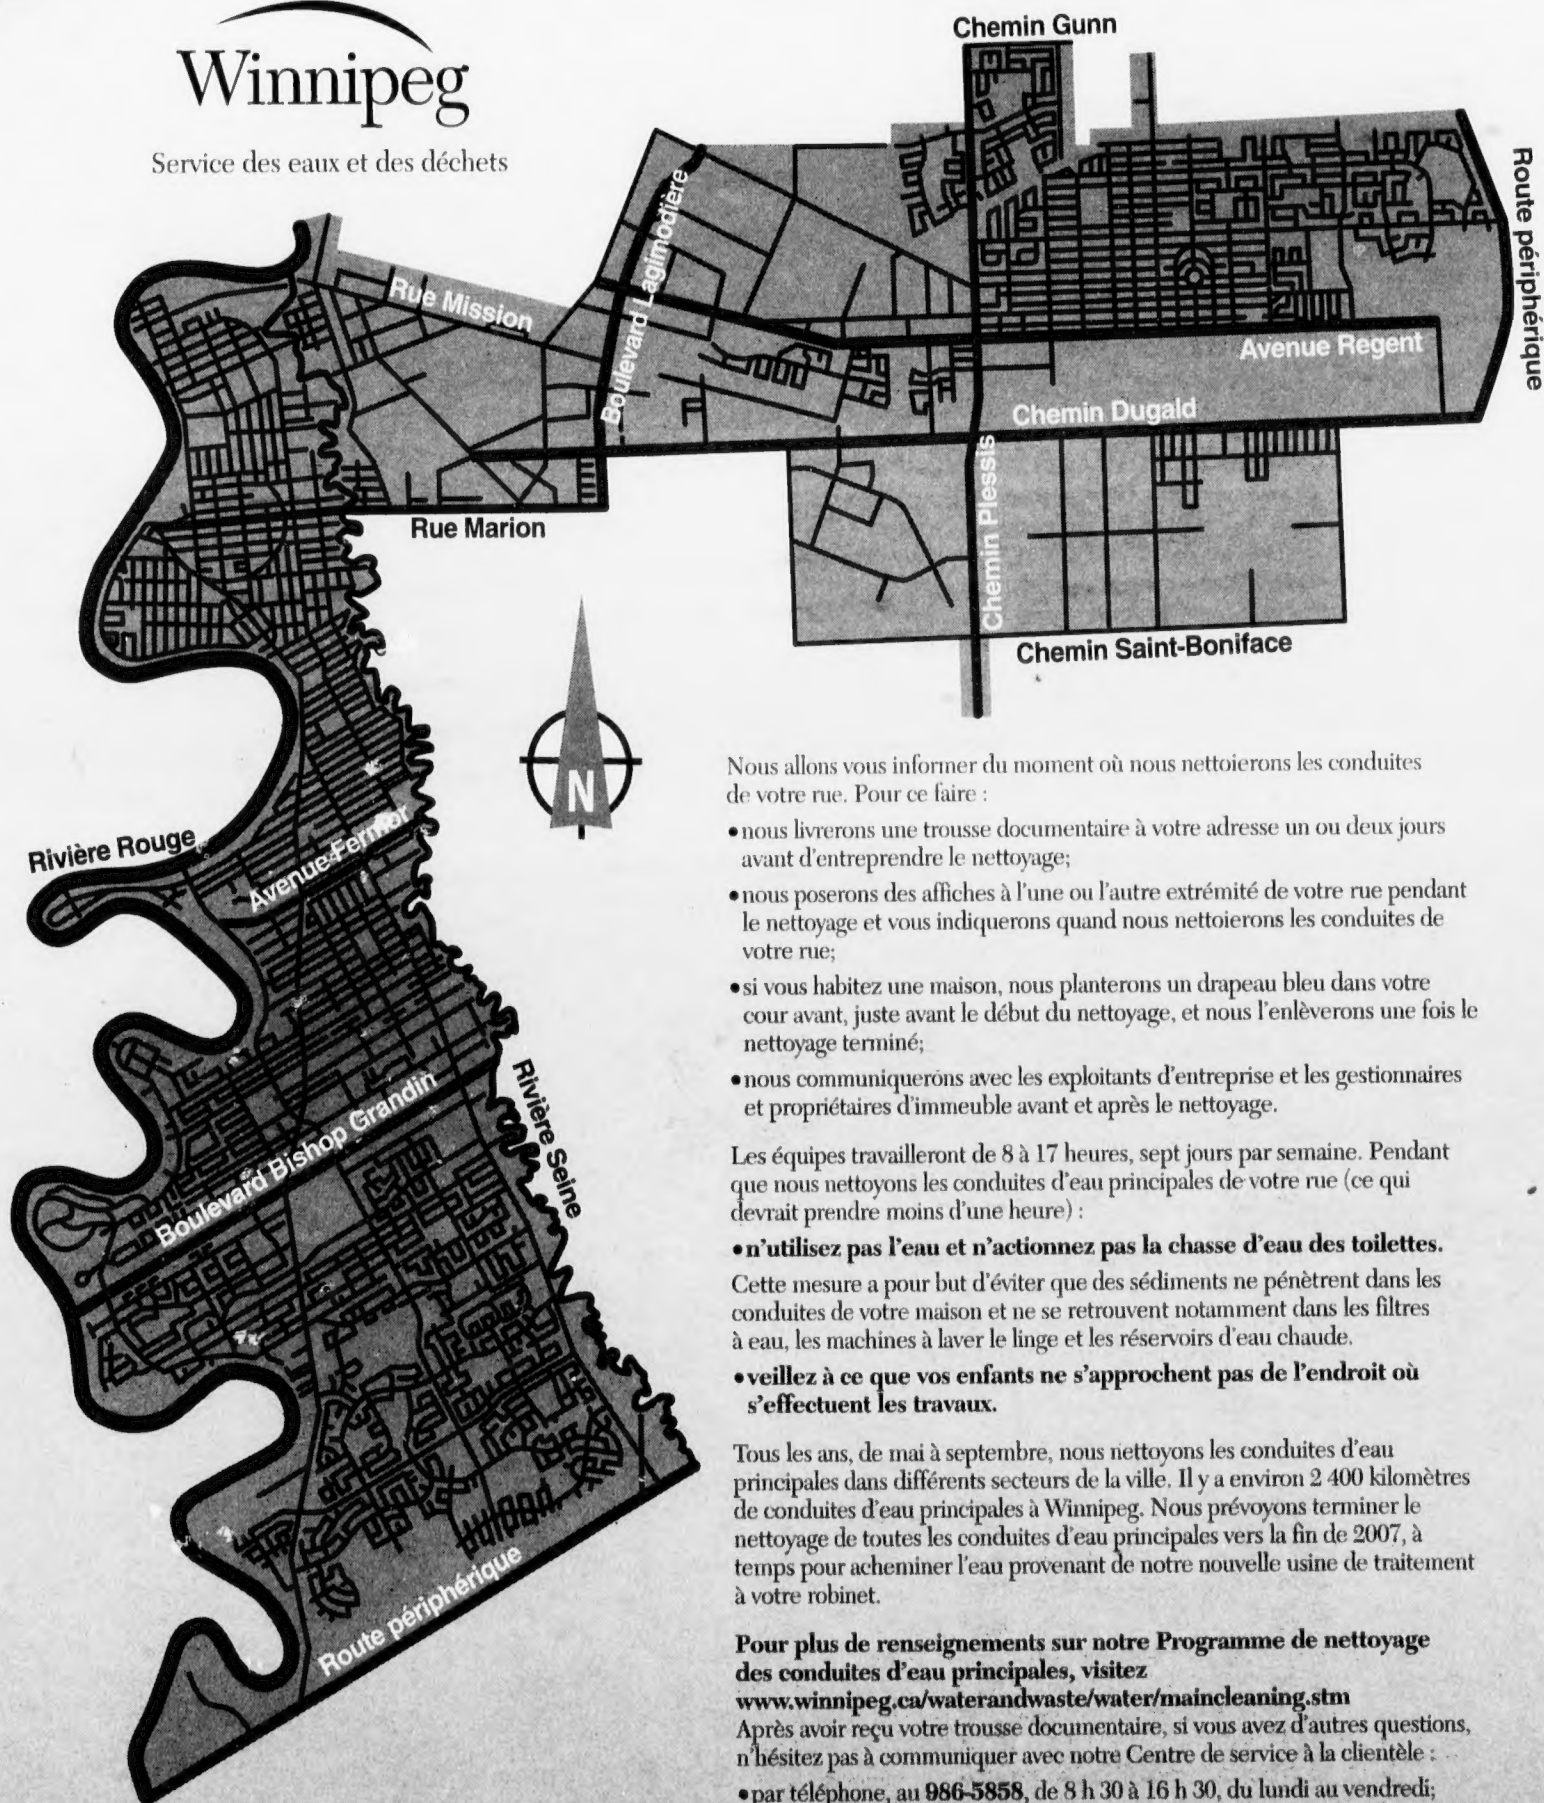 Winnipeg
Service des eaux et des déchets
Chemin Gunn
Route périphérique
Boulevard Lagimodière
Rue Mission
Avenue Regent
Chemin Dugald
Chemin Plessis
Rue Marion
Chemin Saint-Boniface
N
Rivière Rouge
Avenue Fermor
Boulevard Bishop Grandin
Rivière Seine
Route périphérique
Nous allons vous informer du moment où nous nettoierons les conduites
de votre rue. Pour ce faire :
•nous livrerons une trousse documentaire à votre adresse un ou deux jours
avant d'entreprendre le nettoyage;
•nous poserons des affiches à l'une ou l'autre extrémité de votre rue pendant
le nettoyage et vous indiquerons quand nous nettoierons les conduites de
votre rue;
•si vous habitez une maison, nous planterons un drapeau bleu dans votre
cour avant, juste avant le début du nettoyage, et nous l'enlèverons une fois le
nettoyage terminé;
•nous communiquerons avec les exploitants d'entreprise et les gestionnaires
et propriétaires d'immeuble avant et après le nettoyage.
Les équipes travailleront de 8 à 17 heures, sept jours par semaine. Pendant
que nous nettoyons les conduites d'eau principales de votre rue (ce qui
devrait prendre moins d'une heure) :
•n'utilisez pas l'eau et n'actionnez pas la chasse d'eau des toilettes.
Cette mesure a pour but d'éviter que des sédiments ne pénètrent dans les
conduites de votre maison et ne se retrouvent notamment dans les filtres
à eau, les machines à laver le linge et les réservoirs d'eau chaude.
•veillez à ce que vos enfants ne s'approchent pas de l'endroit où
s'effectuent les travaux.
Tous les ans, de mai à septembre, nous nettoyons les conduites d'eau
principales dans différents secteurs de la ville. Il y a environ 2 400 kilomètres
de conduites d'eau principales à Winnipeg. Nous prévoyons terminer le
nettoyage de toutes les conduites d'eau principales vers la fin de 2007, à
temps pour acheminer l'eau provenant de notre nouvelle usine de traitement
à votre robinet.
Pour plus de renseignements sur notre Programme de nettoyage
des conduites d'eau principales, visitez
www.winnipeg.ca/waterandwaste/water/maincleaning.stm
Après avoir reçu votre trousse documentaire, si vous avez d'autres questions,
n'hésitez pas à communiquer avec notre Centre de service à la clientèle :
•par téléphone, au 986-5858, de 8 h 30 à 16 h 30, du lundi au vendredi;